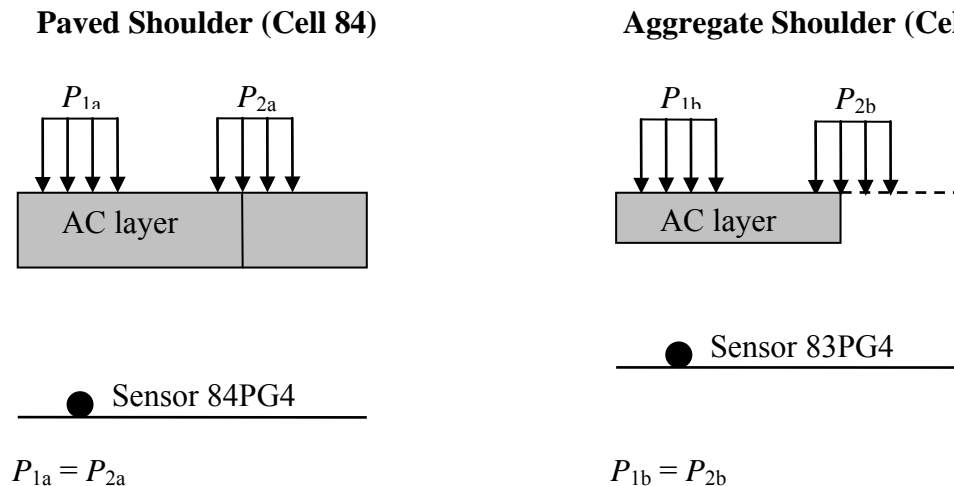 Paved Shoulder (Cell 84)
Aggregate Shoulder (Cel
P1a
P2a
P1b
P2b
AC layer
AC layer
Sensor 84PG4
Sensor 83PG4
P1a = P2a
P1b = P2b